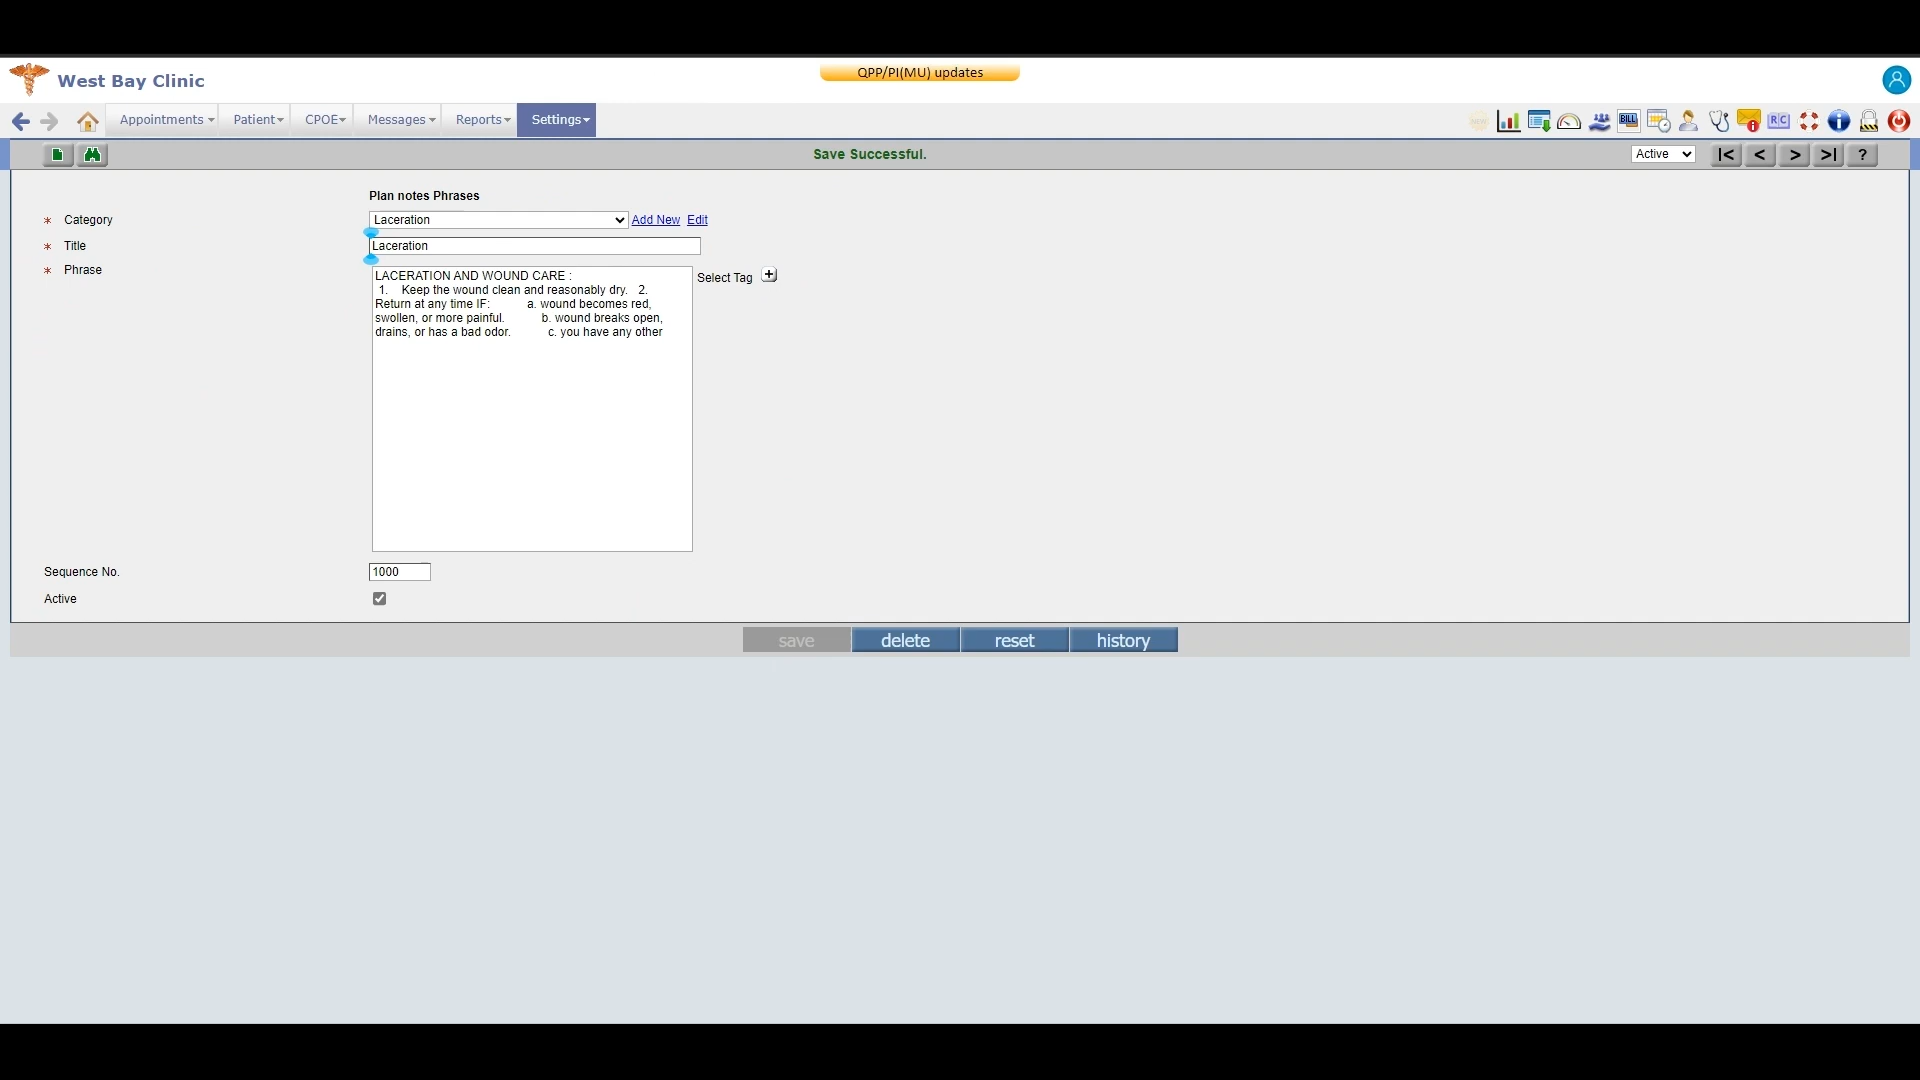 QPP/PI(MU) updates
West Bay Clinic
Appointments Patient CPOE Messages Reports Settings
BILL RC
Save Successful.
Active |< < > >| ?
Plan notes Phrases
* Category Laceration Add New Edit
* Title Laceration
* Phrase
LACERATION AND WOUND CARE :
1. Keep the wound clean and reasonably dry. 2.
Return at any time IF: a. wound becomes red,
swollen, or more painful. b. wound breaks open,
drains, or has a bad odor. c. you have any other
Select Tag +
Sequence No. 1000
Active
save delete reset history